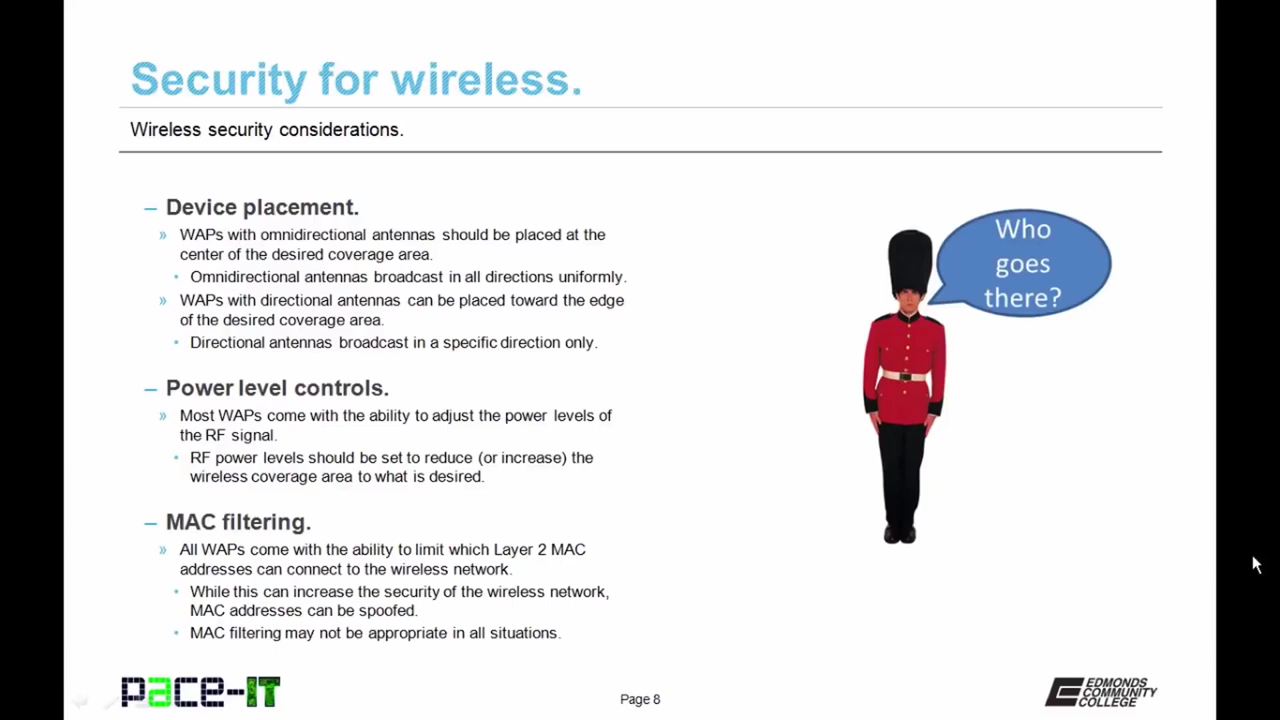 Security for wireless.
Wireless security considerations.
– Device placement.
» WAPs with omnidirectional antennas should be placed at the
center of the desired coverage area.
• Omnidirectional antennas broadcast in all directions uniformly.
» WAPs with directional antennas can be placed toward the edge
of the desired coverage area.
• Directional antennas broadcast in a specific direction only.
– Power level controls.
» Most WAPs come with the ability to adjust the power levels of
the RF signal.
• RF power levels should be set to reduce (or increase) the
wireless coverage area to what is desired.
– MAC filtering.
» All WAPs come with the ability to limit which Layer 2 MAC
addresses can connect to the wireless network.
• While this can increase the security of the wireless network,
MAC addresses can be spoofed.
• MAC filtering may not be appropriate in all situations.
Who
goes
there?
pace-IT
Page 8
EDMONDS
COMMUNITY
COLLEGE